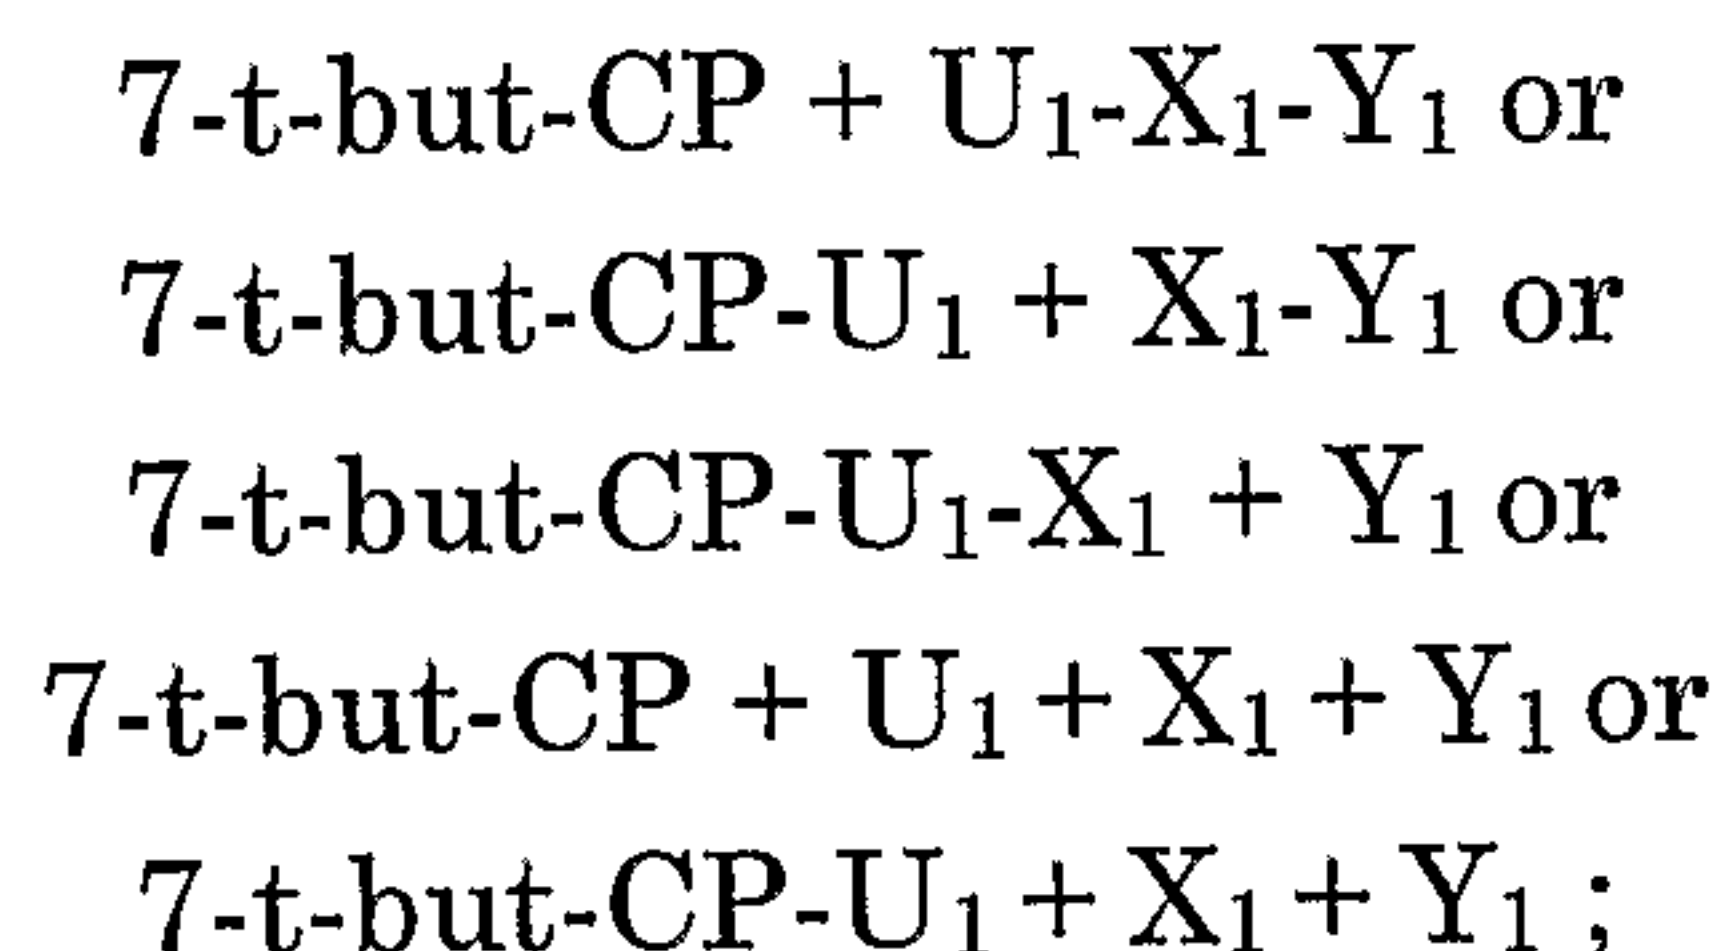 7-t-but-CP + U₁-X₁-Y₁ or
7-t-but-CP-U₁ + X₁-Y₁ or
7-t-but-CP-U₁-X₁ + Y₁ or
7-t-but-CP + U₁ + X₁ + Y₁ or
7-t-but-CP-U₁ + X₁ + Y₁ ;